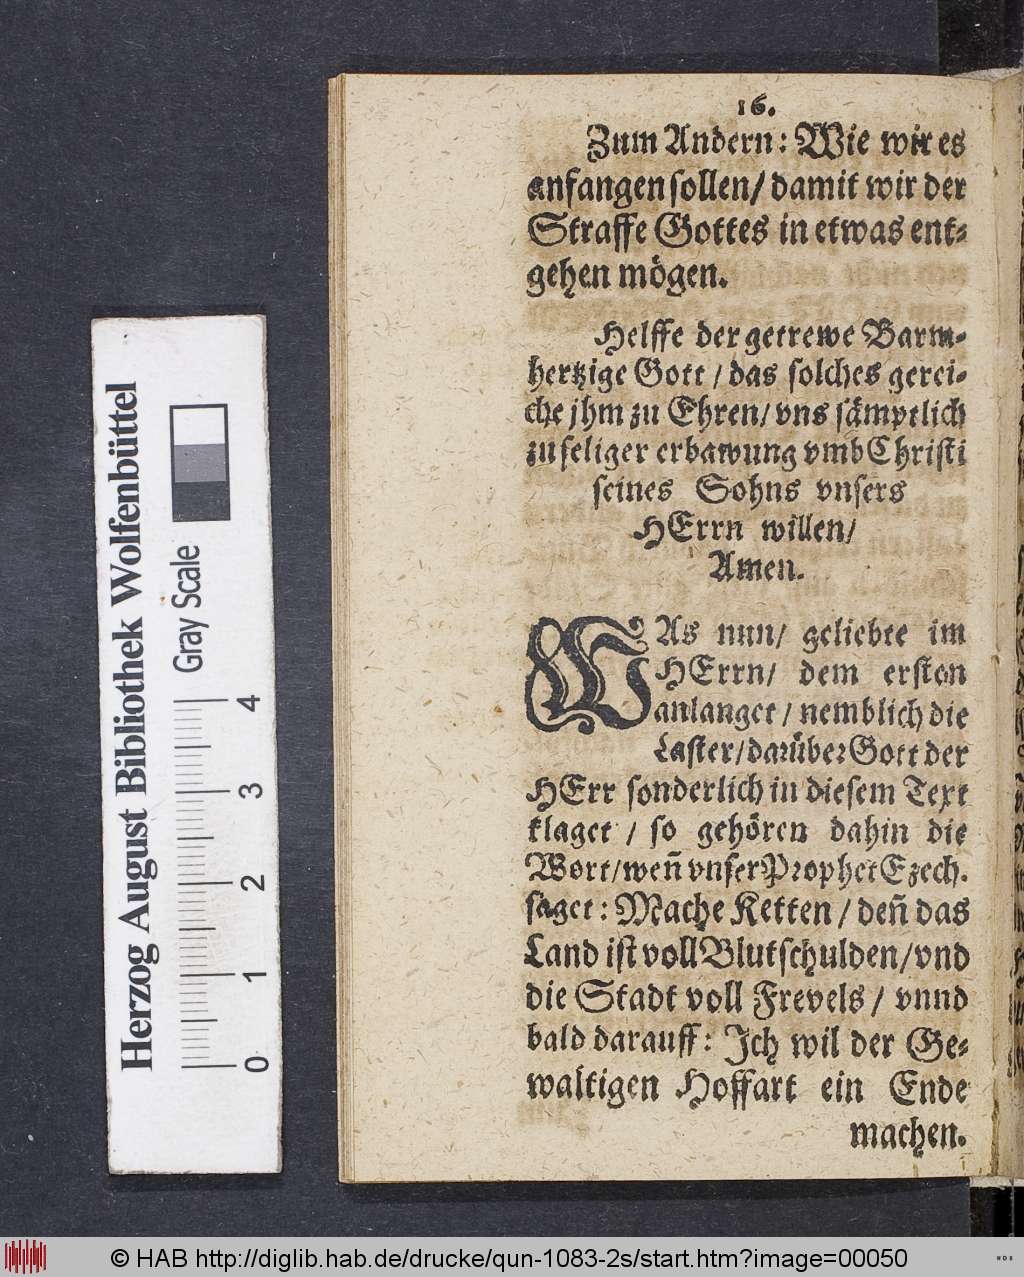 16.
Zum Andern: Wie wir es
anfangen sollen/ damit wir der
Straffe Gottes in etwas ent-
gehen mögen.
Helffe der getrewe Barm-
hertzige Gott / das solches gerei-
che jhm zu Ehren/ vns sämptlich
zu seliger erbawung vmb Christi
seines Sohns vnsers
HErrn willen/
Amen.
WAs nun/ geliebte im
HErrn/ dem ersten
anlanget / nemblich die
Laster/ darüber Gott der
HErr sonderlich in diesem Text
klaget / so gehören dahin die
Wort/ weñ vnser Prophet Ezech.
saget: Mache Ketten / deñ das
Land ist voll Blutschulden/ vnd
die Stadt voll Frevels / vnnd
bald darauff: Jch wil der Ge-
waltigen Hoffart ein Ende
machen.
Herzog August Bibliothek Wolfenbüttel
Gray Scale
0 1 2 3 4
© HAB http://diglib.hab.de/drucke/qun-1083-2s/start.htm?image=00050